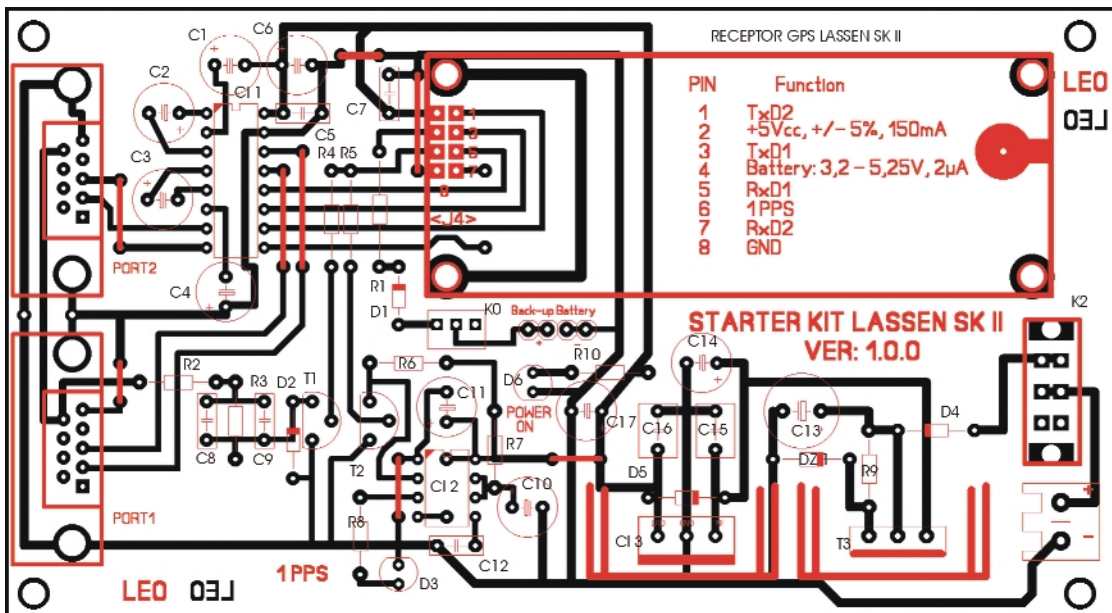 RECEPTOR GPS LASSEN SK II
PIN Function
1 TxD2
2 +5Vcc, +/- 5%, 150mA
3 TxD1
4 Battery: 3,2 - 5,25V, 2µA
5 RxD1
6 1PPS
7 RxD2
8 GND
LEO
LEO
C1
C6
C2
CI 1
C7
C5
C3
R4
R5
1
3
5
7
8
<J4>
PORT2
C4
R1
D1
K0
Back-up Battery
+
-
STARTER KIT LASSEN SK II
VER: 1.0.0
K2
C14
R10
R6
D6
POWER
ON
R2
R3
D2
T1
C11
C17
C16
C15
C13
D4
C8
C9
T2
R7
CI 2
C10
D5
DZ1
R9
R8
CI 3
T3
+
-
PORT1
C12
D3
1PPS
LEO
LEO